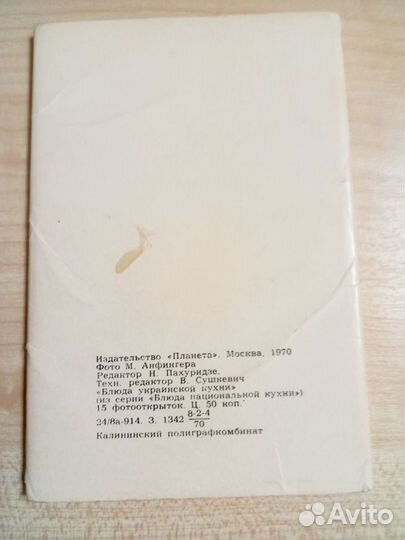 Издательство «Планета». Москва, 1970
Фото М. Анфингера
Редактор Н. Пахуридзе.
Техн. редактор В. Сушкевич
«Блюда украинской кухни»
(из серии «Блюда национальной кухни»)
15 фотооткрыток. Ц. 50 коп.
24/8а-914. З. 1342 8-2-4/70
Калининский полиграфкомбинат
Avito